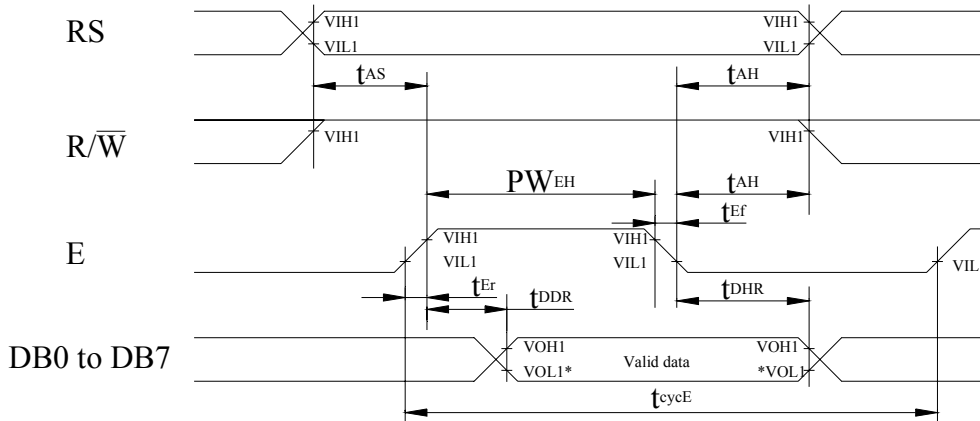 RS
VIH1
VIL1
VIH1
VIL1
tAS
tAH
R/W̅
VIH1
VIH1
PWEH
tAH
tEf
E
VIH1
VIL1
VIH1
VIL1
VIL
tEr
tDDR
tDHR
DB0 to DB7
VOH1
VOL1*
Valid data
VOH1
*VOL1
tcycE